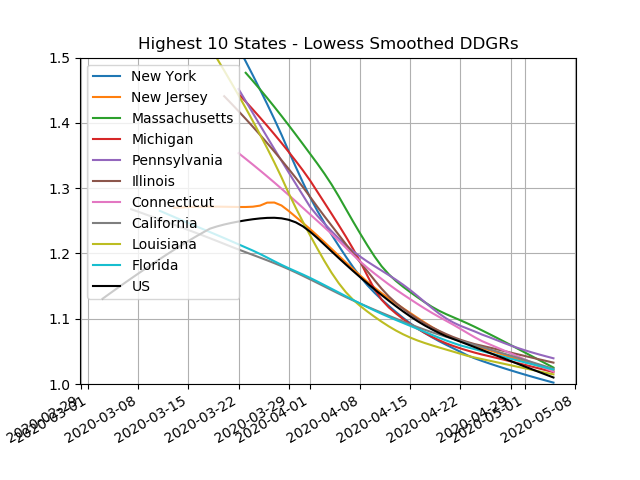 Highest 10 States - Lowess Smoothed DDGRs
1.5
1.4
1.3
1.2
1.1
1.0
New York
New Jersey
Massachusetts
Michigan
Pennsylvania
Illinois
Connecticut
California
Louisiana
Florida
US
2020-02-29
2020-03-01
2020-03-08
2020-03-15
2020-03-22
2020-03-29
2020-04-01
2020-04-08
2020-04-15
2020-04-22
2020-04-29
2020-05-01
2020-05-08